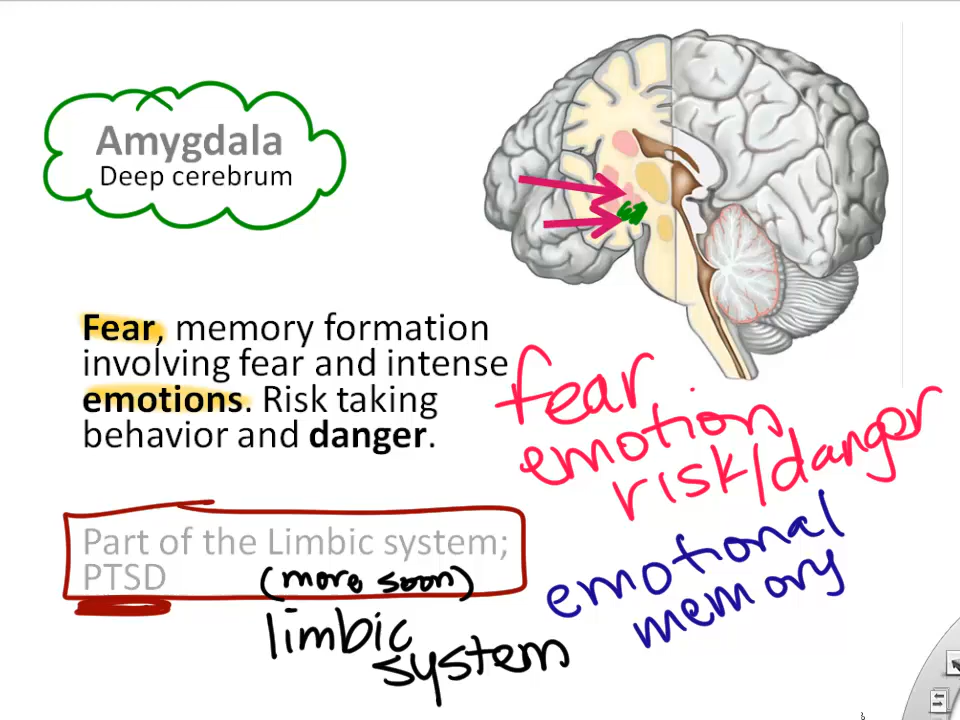 Amygdala
Deep cerebrum
Fear, memory formation
involving fear and intense
emotions. Risk taking
behavior and danger.
fear
emotion
risk/danger
emotional
memory
Part of the Limbic system;
PTSD
(more soon)
limbic
system